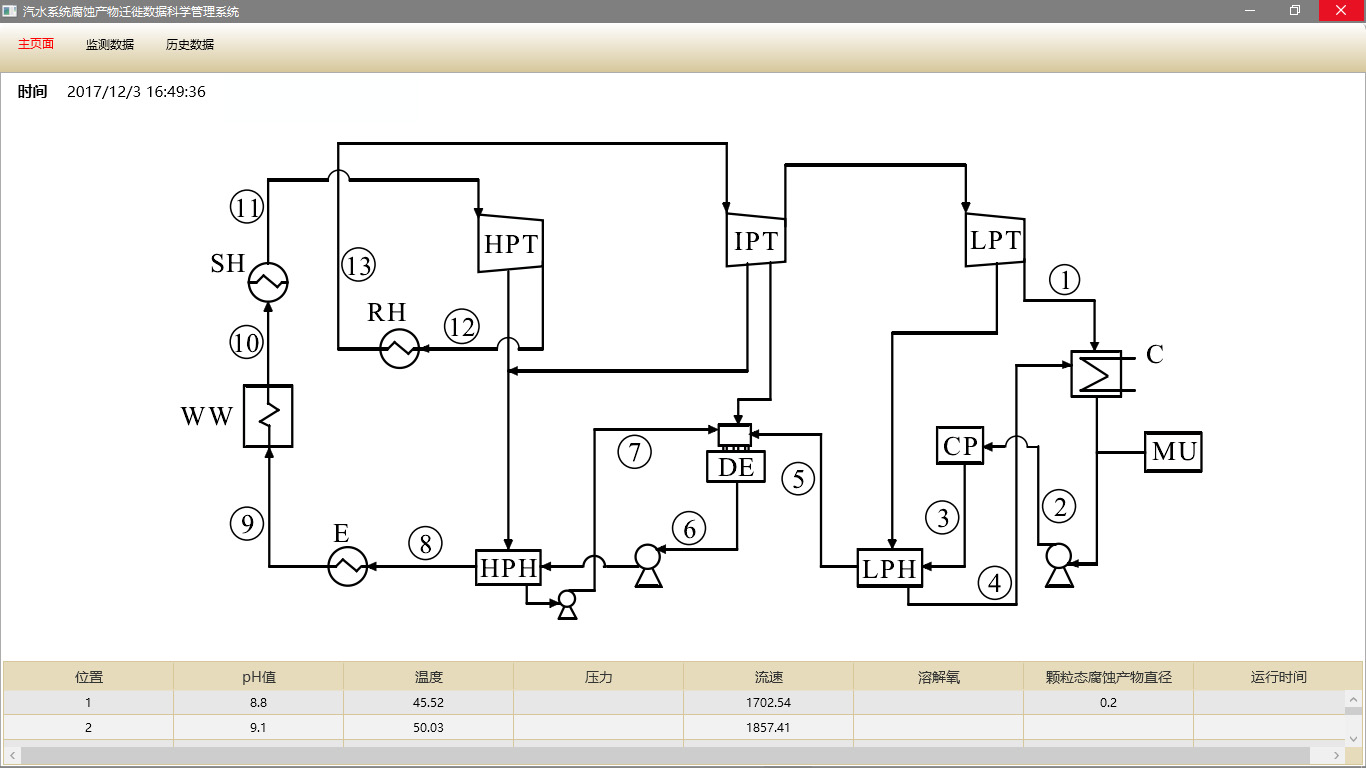 汽水系统腐蚀产物迁徙数据科学管理系统
主页面 监测数据 历史数据
时间 2017/12/3 16:49:36
11
HPT
IPT
LPT
SH
13
1
RH
12
10
C
WW
7
CP
MU
DE
5
9
E
8
6
3
2
HPH
LPH
4
位置 pH值 温度 压力 流速 溶解氧 颗粒态腐蚀产物直径 运行时间
1 8.8 45.52 1702.54 0.2
2 9.1 50.03 1857.41